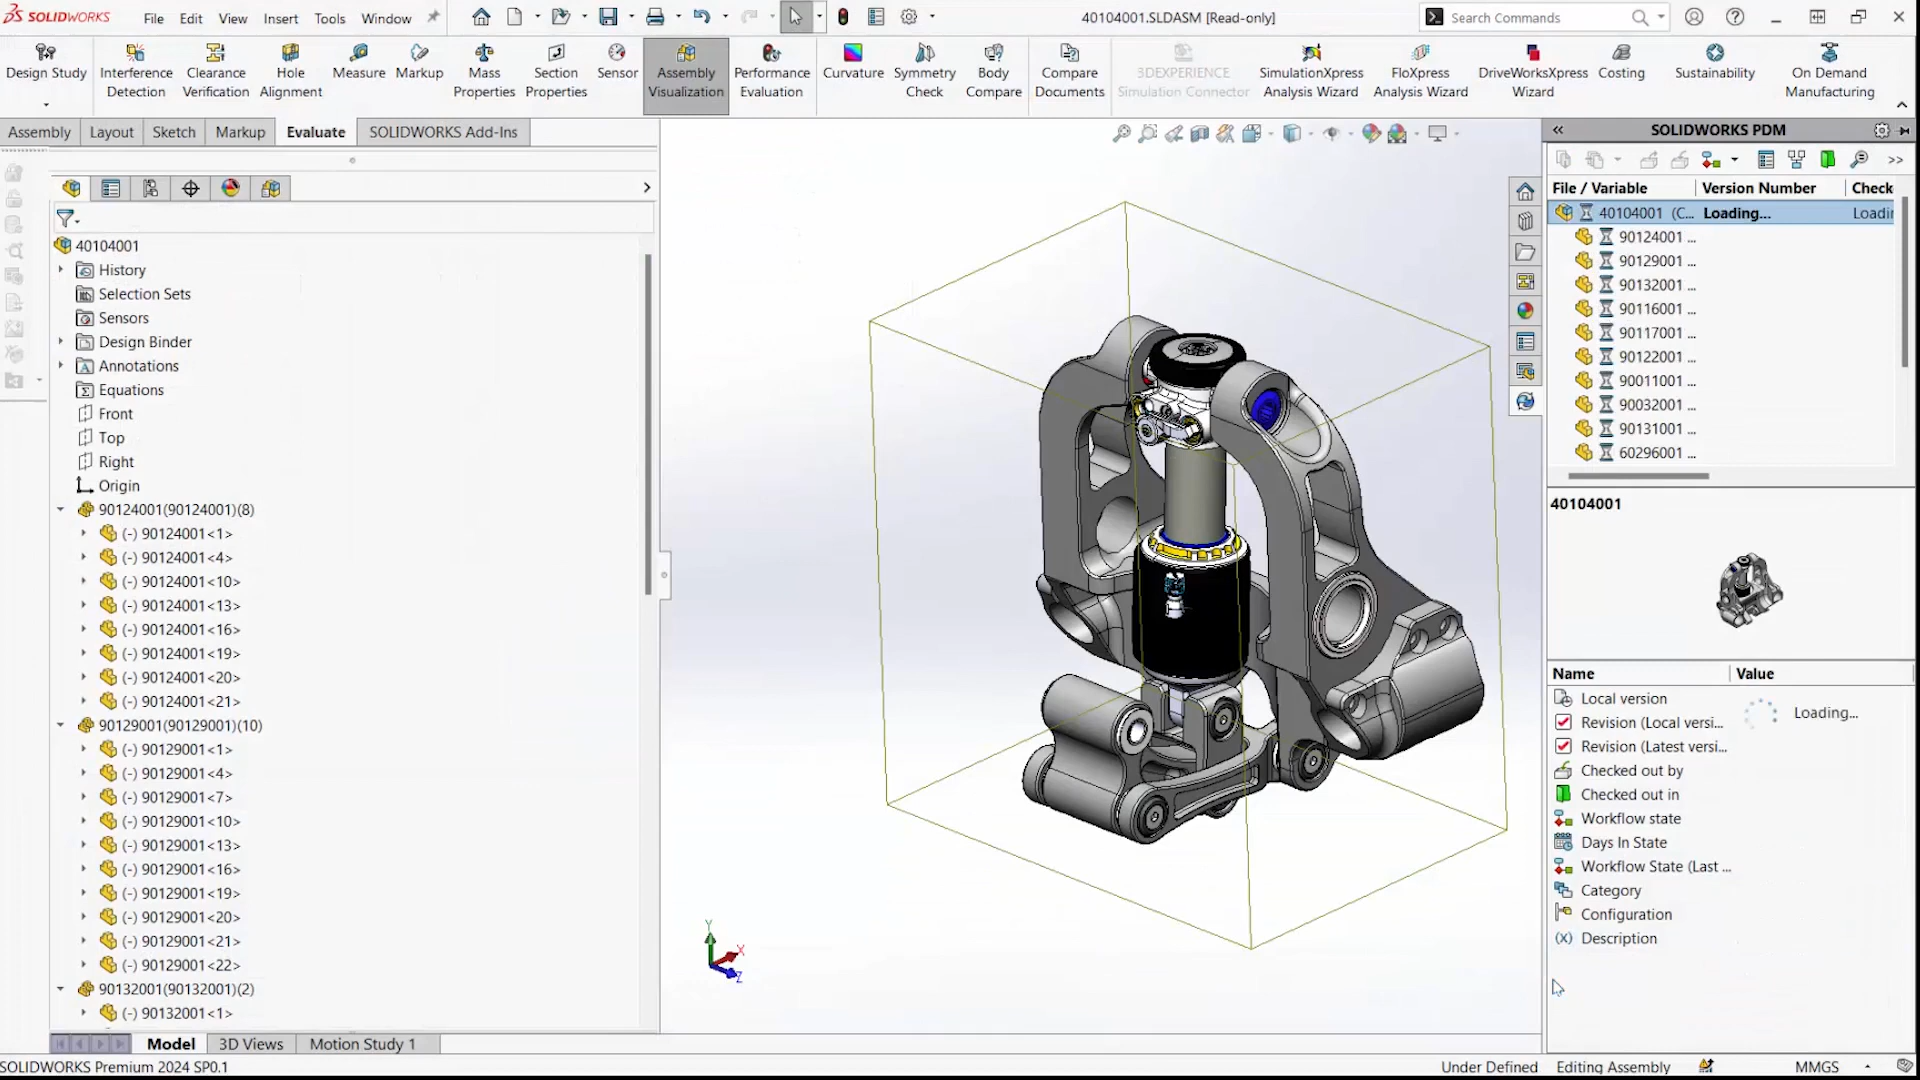 SOLIDWORKS File Edit View Insert Tools Window 40104001.SLDASM [Read-only] Search Commands
Design Study
Interference Detection
Clearance Verification
Hole Alignment
Measure
Markup
Mass Properties
Section Properties
Sensor
Assembly Visualization
Performance Evaluation
Curvature
Symmetry Check
Body Compare
Compare Documents
3DEXPERIENCE Simulation Connector
SimulationXpress Analysis Wizard
FloXpress Analysis Wizard
DriveWorksXpress Wizard
Costing
Sustainability
On Demand Manufacturing
Assembly Layout Sketch Markup Evaluate SOLIDWORKS Add-Ins
40104001
History
Selection Sets
Sensors
Design Binder
Annotations
Equations
Front
Top
Right
Origin
90124001(90124001)(8)
(-) 90124001<1>
(-) 90124001<4>
(-) 90124001<10>
(-) 90124001<13>
(-) 90124001<16>
(-) 90124001<19>
(-) 90124001<20>
(-) 90124001<21>
90129001(90129001)(10)
(-) 90129001<1>
(-) 90129001<4>
(-) 90129001<7>
(-) 90129001<10>
(-) 90129001<13>
(-) 90129001<16>
(-) 90129001<19>
(-) 90129001<20>
(-) 90129001<21>
(-) 90129001<22>
90132001(90132001)(2)
(-) 90132001<1>
Y
X
Z
SOLIDWORKS PDM
File / Variable Version Number Check
40104001 (C... Loading... Loadin
90124001 ...
90129001 ...
90132001 ...
90116001 ...
90117001 ...
90122001 ...
90011001 ...
90032001 ...
90131001 ...
60296001 ...
40104001
Name Value
Local version
Loading...
Revision (Local versi...
Revision (Latest versi...
Checked out by
Checked out in
Workflow state
Days In State
Workflow State (Last ...
Category
Configuration
(x) Description
Model 3D Views Motion Study 1
SOLIDWORKS Premium 2024 SP0.1 Under Defined Editing Assembly MMGS